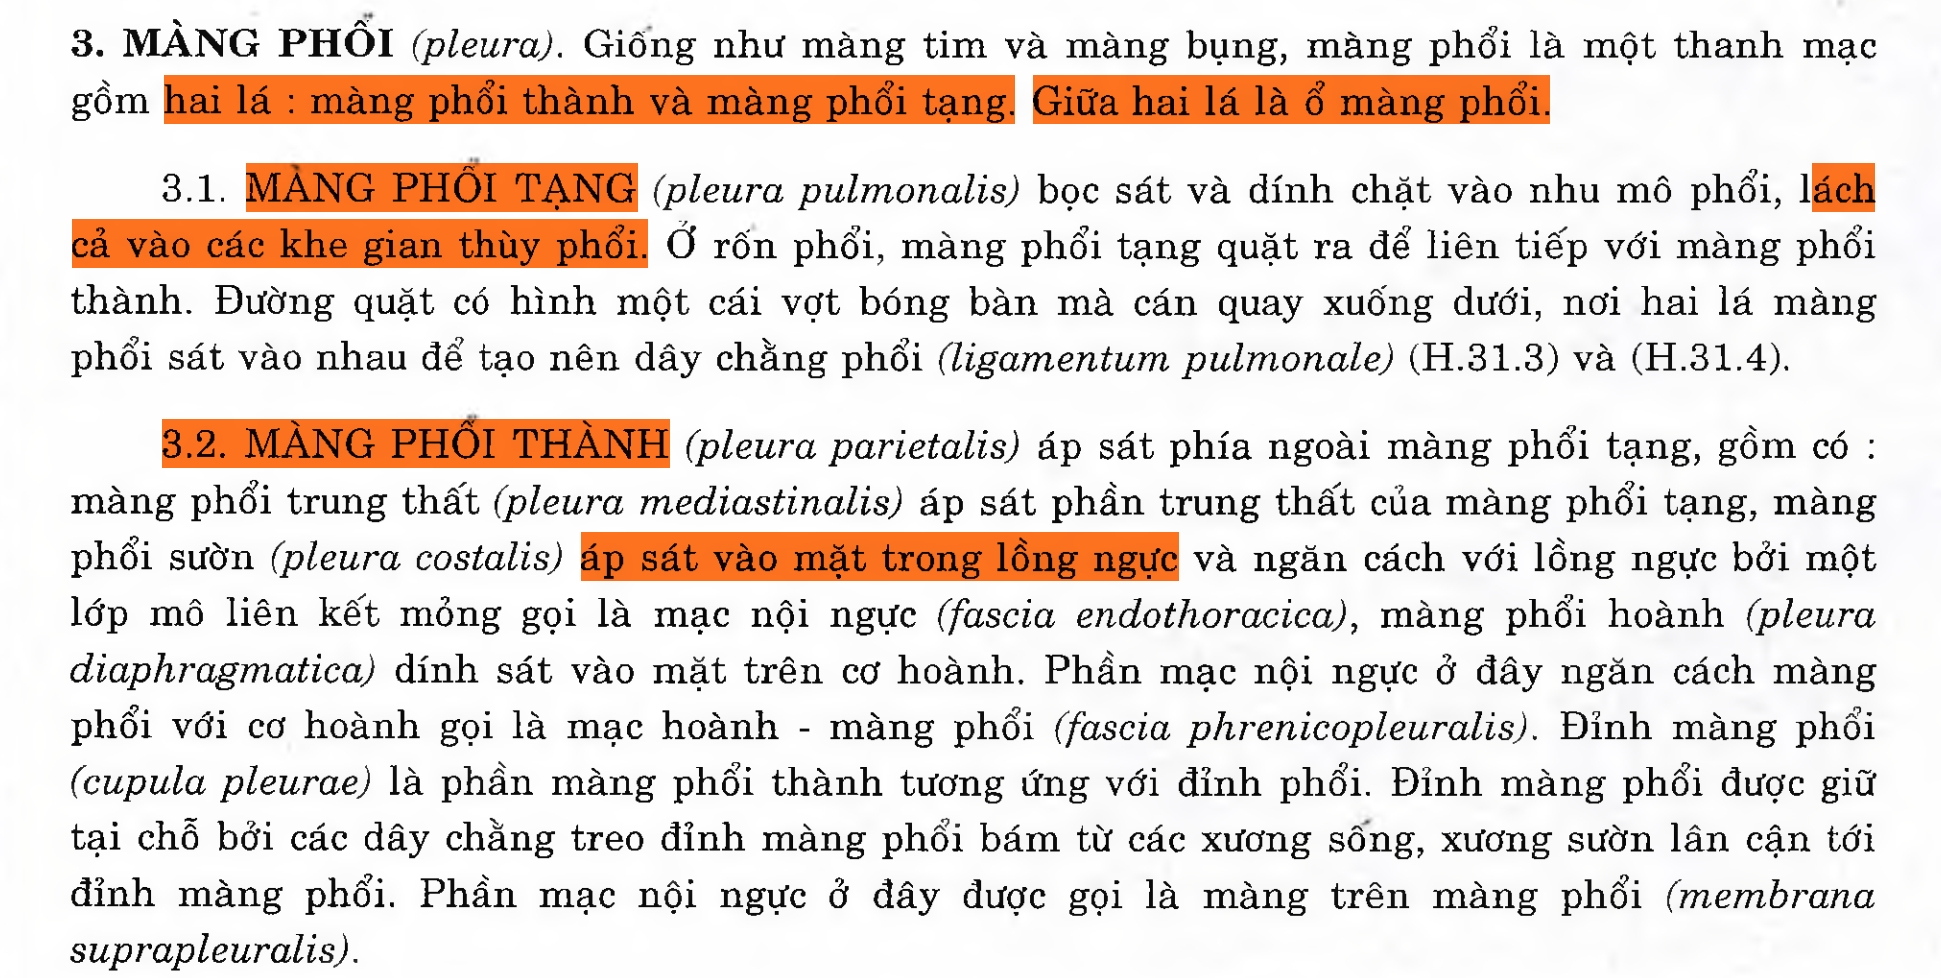 3. MÀNG PHỔI (pleura). Giống như màng tim và màng bụng, màng phổi là một thanh mạc
gồm hai lá : màng phổi thành và màng phổi tạng. Giữa hai lá là ổ màng phổi.
3.1. MÀNG PHỔI TẠNG (pleura pulmonalis) bọc sát và dính chặt vào nhu mô phổi, lách
cả vào các khe gian thùy phổi. Ở rốn phổi, màng phổi tạng quặt ra để liên tiếp với màng phổi
thành. Đường quặt có hình một cái vợt bóng bàn mà cán quay xuống dưới, nơi hai lá màng
phổi sát vào nhau để tạo nên dây chằng phổi (ligamentum pulmonale) (H.31.3) và (H.31.4).
3.2. MÀNG PHỔI THÀNH (pleura parietalis) áp sát phía ngoài màng phổi tạng, gồm có :
màng phổi trung thất (pleura mediastinalis) áp sát phần trung thất của màng phổi tạng, màng
phổi sườn (pleura costalis) áp sát vào mặt trong lồng ngực và ngăn cách với lồng ngực bởi một
lớp mô liên kết mỏng gọi là mạc nội ngực (fascia endothoracica), màng phổi hoành (pleura
diaphragmatica) dính sát vào mặt trên cơ hoành. Phần mạc nội ngực ở đây ngăn cách màng
phổi với cơ hoành gọi là mạc hoành - màng phổi (fascia phrenicopleuralis). Đỉnh màng phổi
(cupula pleurae) là phần màng phổi thành tương ứng với đỉnh phổi. Đỉnh màng phổi được giữ
tại chỗ bởi các dây chằng treo đỉnh màng phổi bám từ các xương sống, xương sườn lân cận tới
đỉnh màng phổi. Phần mạc nội ngực ở đây được gọi là màng trên màng phổi (membrana
suprapleuralis).